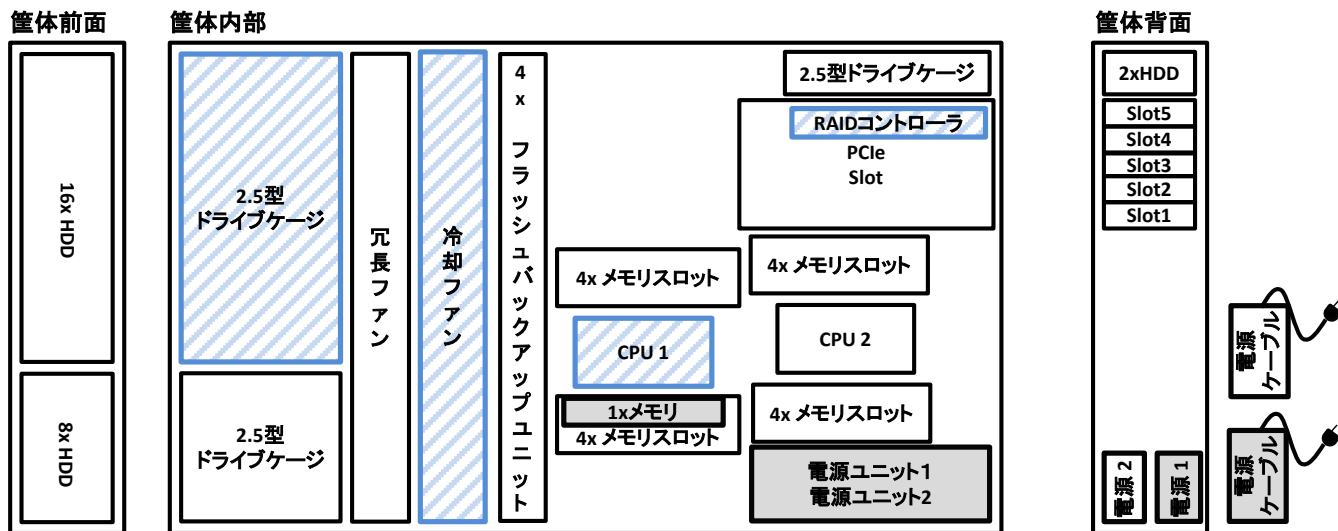 筐体前面
16x HDD
8x HDD
筐体内部
2.5型
ドライブケージ
2.5型
ドライブケージ
冗長ファン
冷却ファン
4x フラッシュバックアップユニット
2.5型ドライブケージ
RAIDコントローラ
PCIe
Slot
4x メモリスロット
4x メモリスロット
CPU 1
CPU 2
1xメモリ
4x メモリスロット
4x メモリスロット
電源ユニット1
電源ユニット2
筐体背面
2xHDD
Slot5
Slot4
Slot3
Slot2
Slot1
電源 2
電源 1
電源
ケーブル
電源
ケーブル